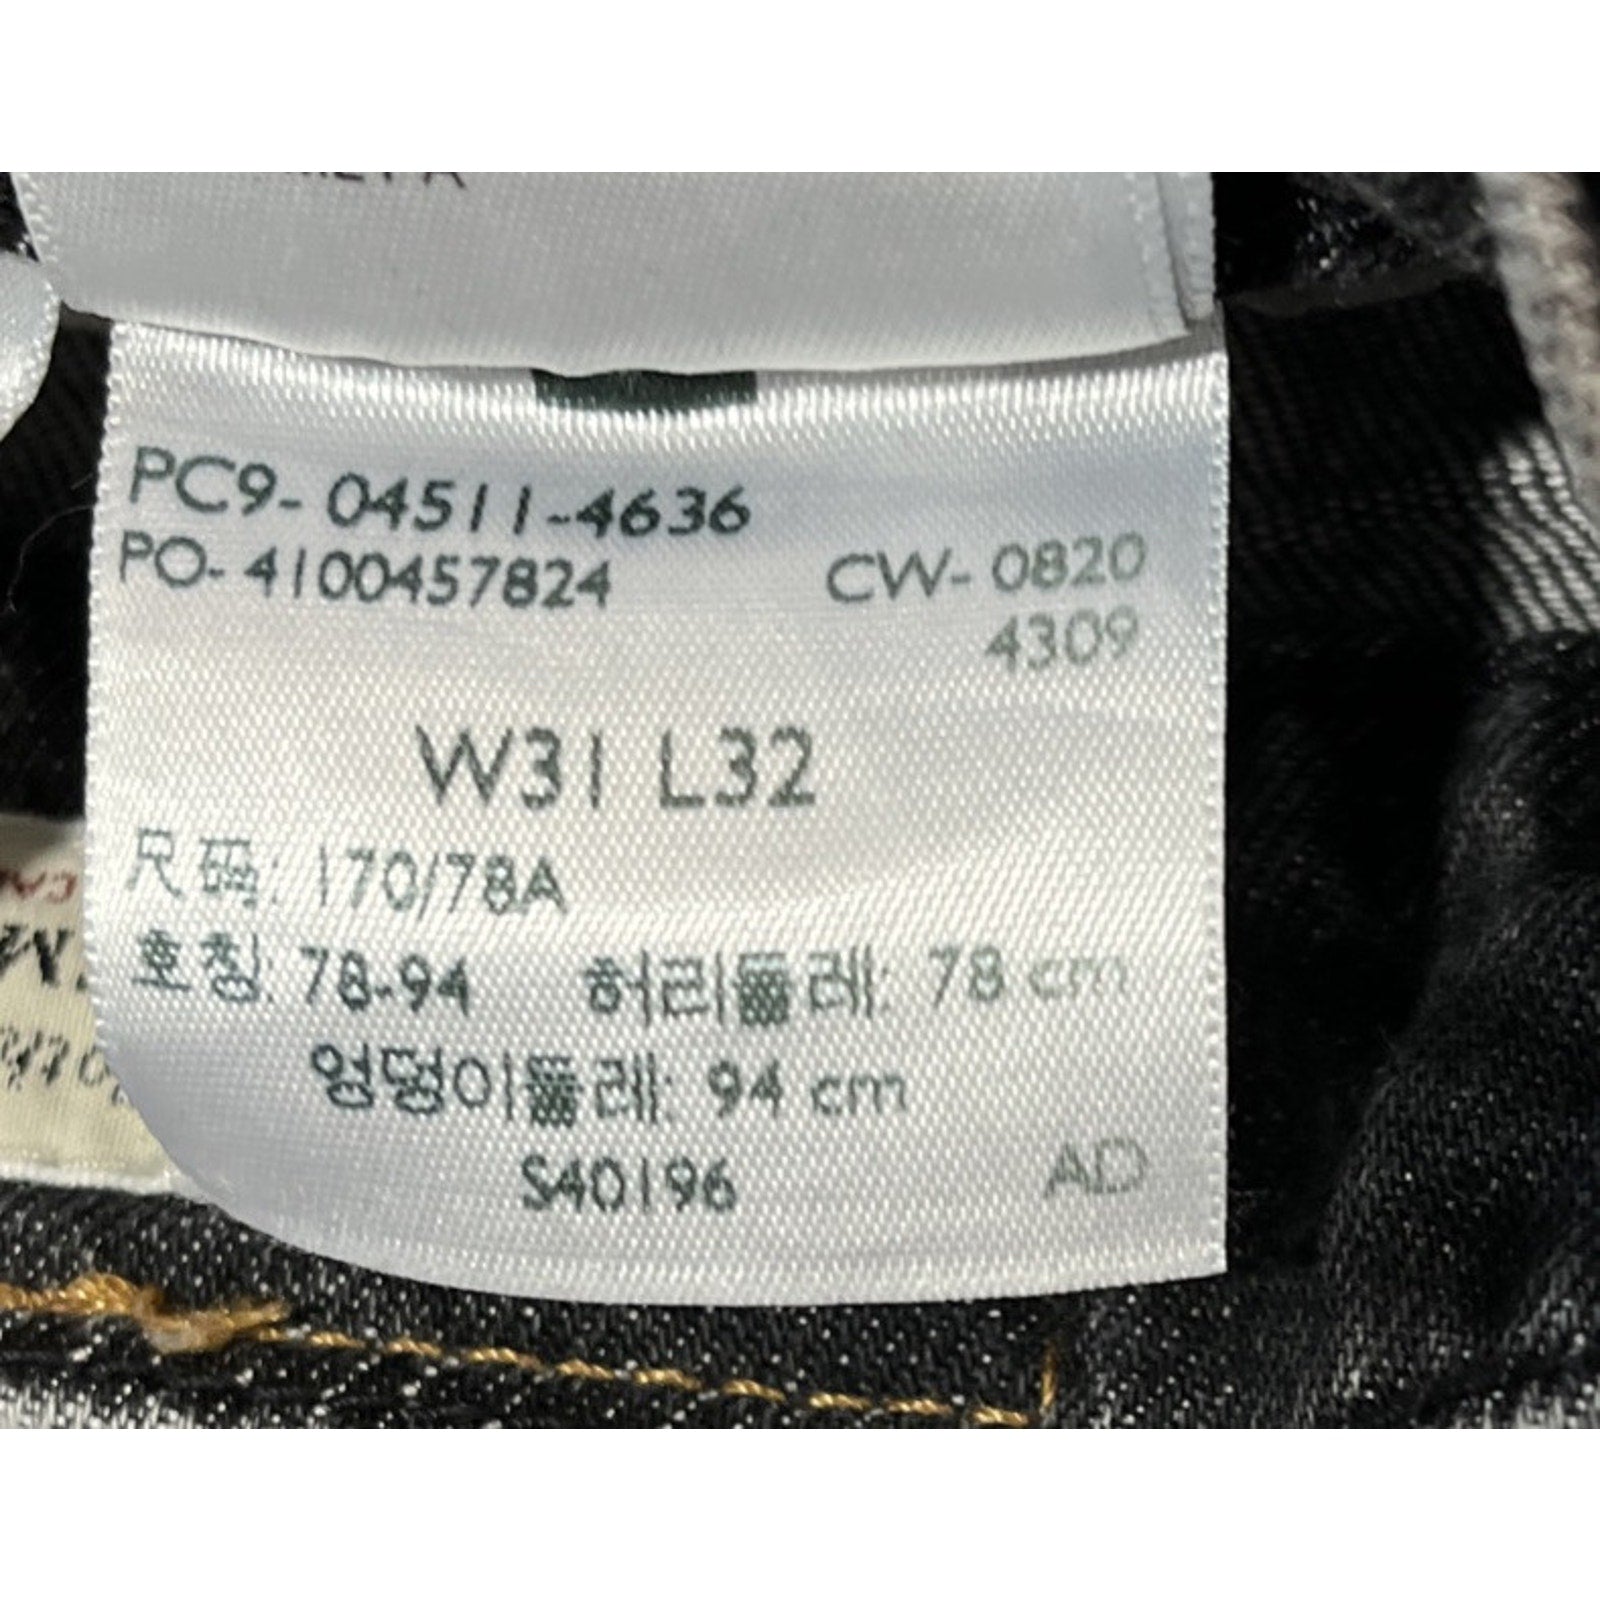 PC9- 04511-4636
PO- 4100457824 CW- 0820
4309
W31 L32
尺码: 170/78A
호칭: 78-94 허리둘레: 78 cm
엉덩이둘레: 94 cm
S40196 AD